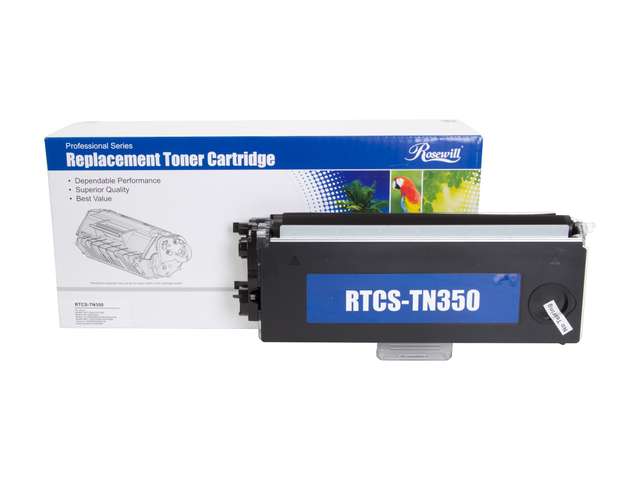 Professional Series
Replacement Toner Cartridge
Rosewill
• Dependable Performance
• Superior Quality
• Best Value
RTCS-TN350
RTCS-TN350